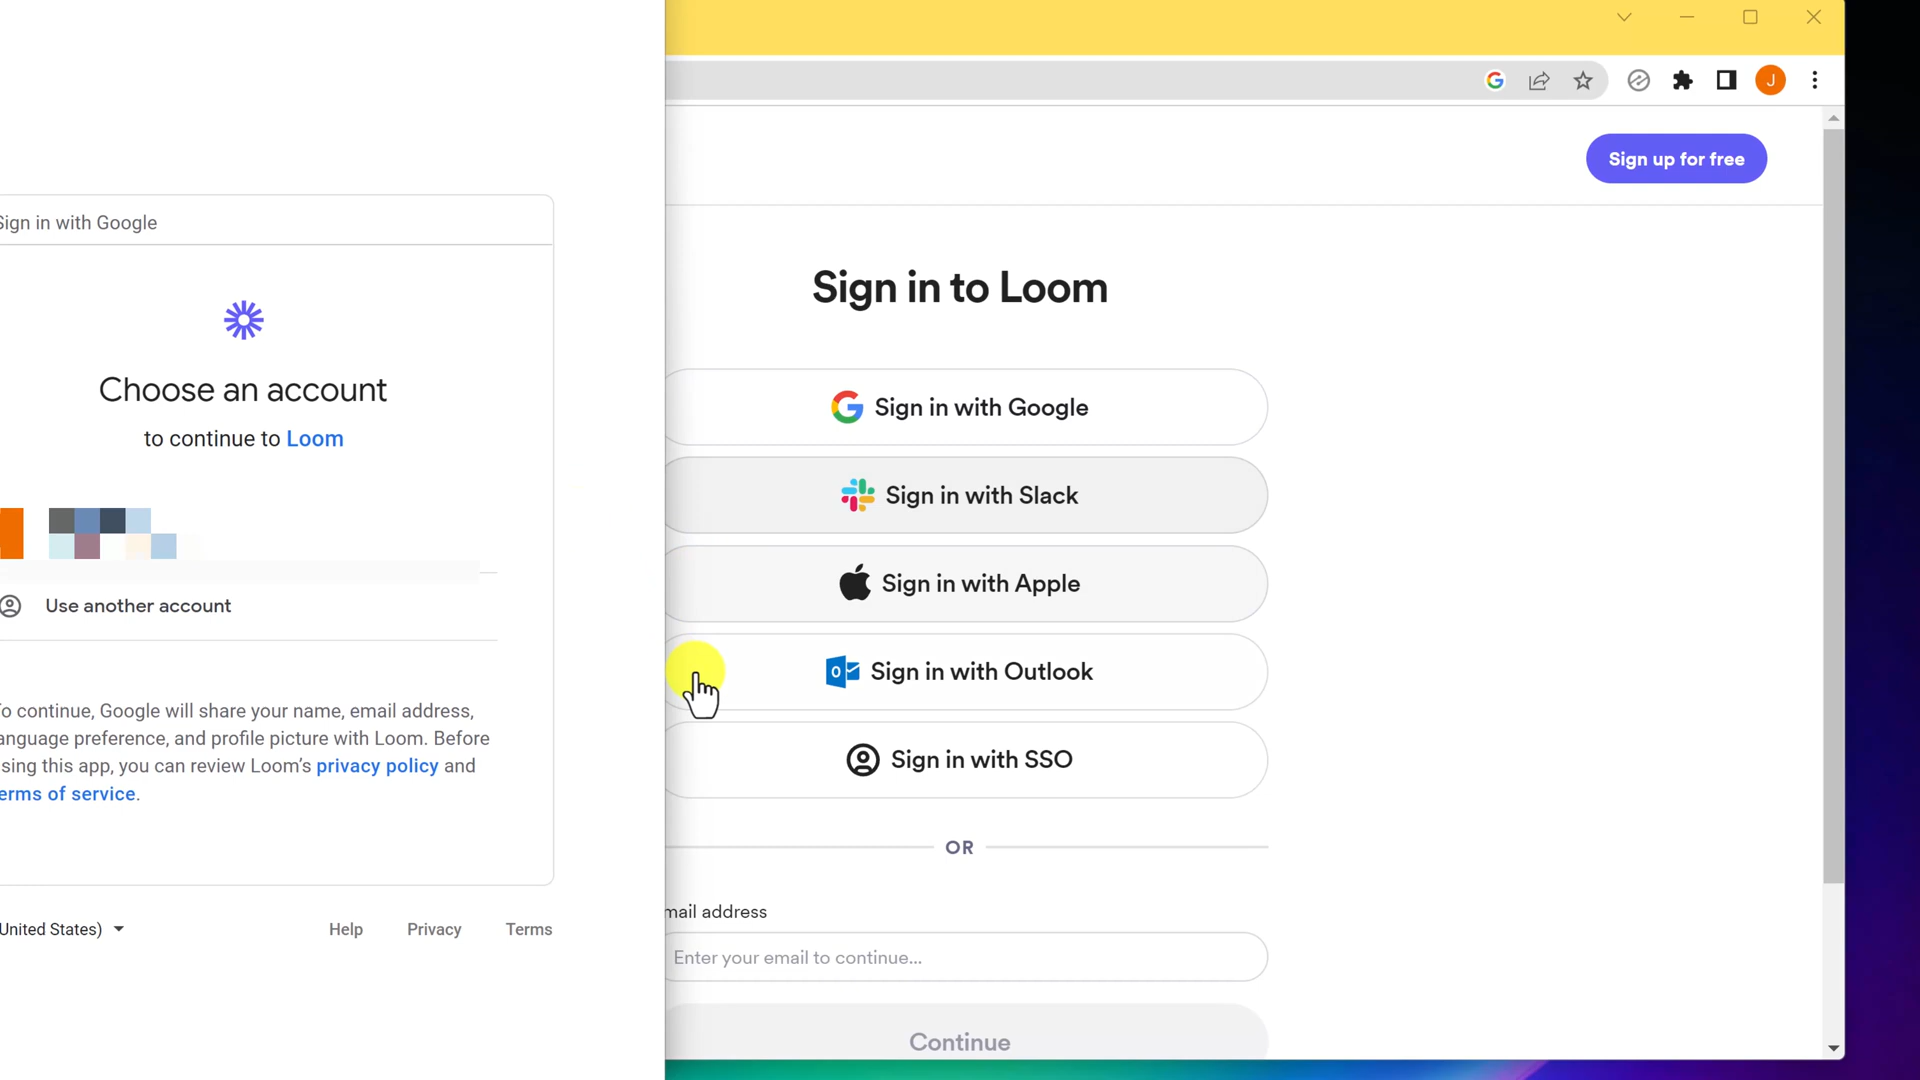 Sign in with Google
Choose an account
to continue to Loom
Use another account
To continue, Google will share your name, email address,
language preference, and profile picture with Loom. Before
using this app, you can review Loom's privacy policy and
terms of service.
United States)
Help
Privacy
Terms
J
Sign up for free
Sign in to Loom
Sign in with Google
Sign in with Slack
Sign in with Apple
Sign in with Outlook
Sign in with SSO
OR
mail address
Enter your email to continue...
Continue